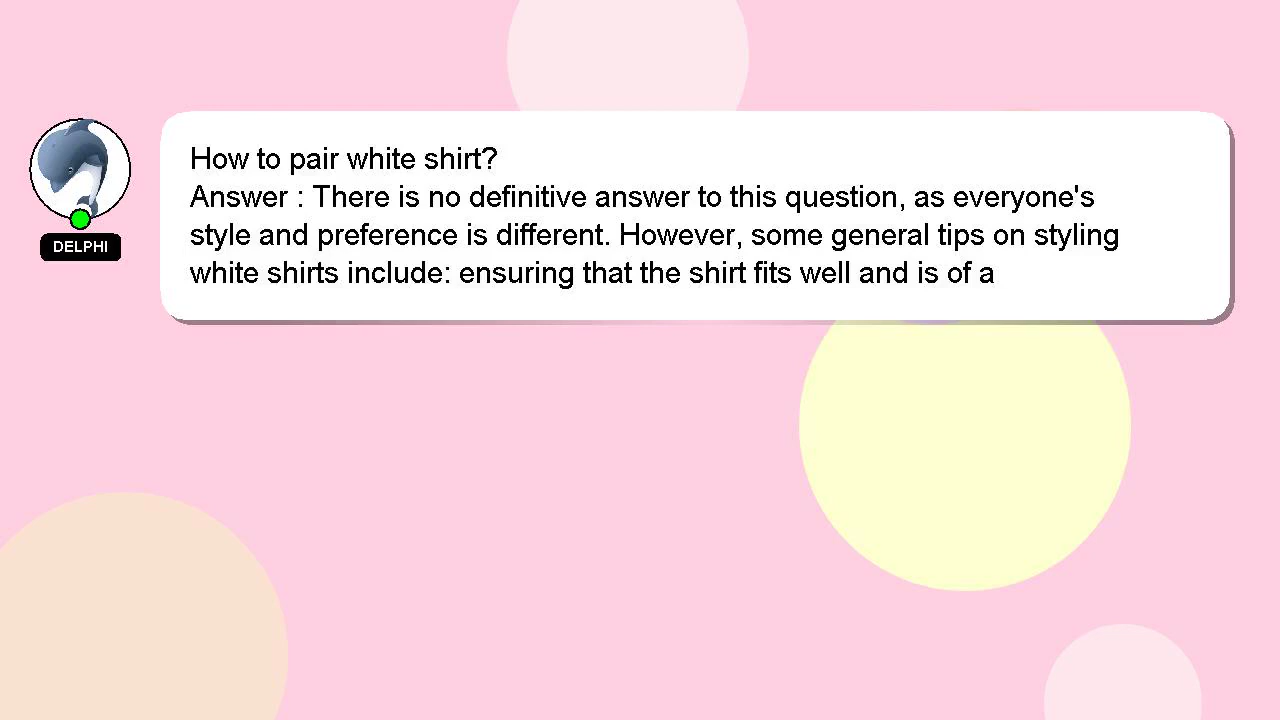 How to pair white shirt?
Answer : There is no definitive answer to this question, as everyone's
style and preference is different. However, some general tips on styling
white shirts include: ensuring that the shirt fits well and is of a
DELPHI